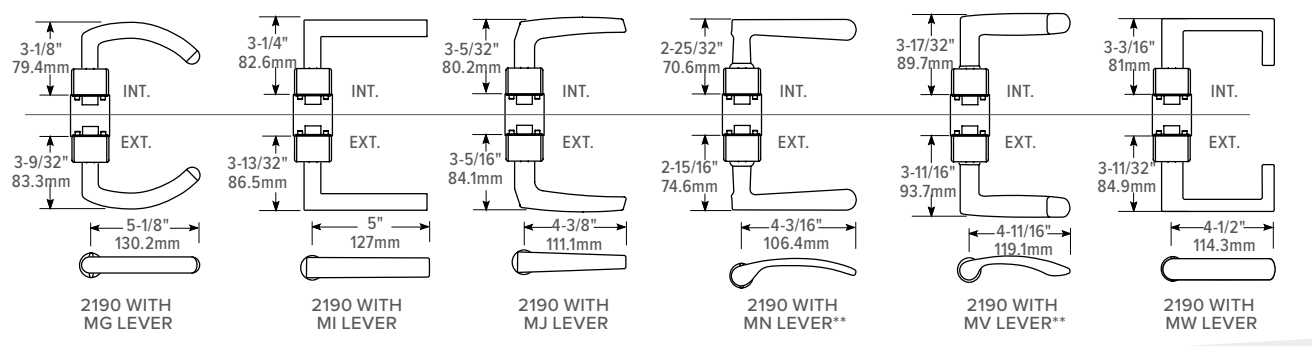 3-1/8"
79.4mm
INT.
EXT.
3-9/32"
83.3mm
5-1/8"
130.2mm
2190 WITH
MG LEVER
3-1/4"
82.6mm
INT.
EXT.
3-13/32"
86.5mm
5"
127mm
2190 WITH
MI LEVER
3-5/32"
80.2mm
INT.
EXT.
3-5/16"
84.1mm
4-3/8"
111.1mm
2190 WITH
MJ LEVER
2-25/32"
70.6mm
INT.
EXT.
2-15/16"
74.6mm
4-3/16"
106.4mm
2190 WITH
MN LEVER**
3-17/32"
89.7mm
INT.
EXT.
3-11/16"
93.7mm
4-11/16"
119.1mm
2190 WITH
MV LEVER**
3-3/16"
81mm
INT.
EXT.
3-11/32"
84.9mm
4-1/2"
114.3mm
2190 WITH
MW LEVER